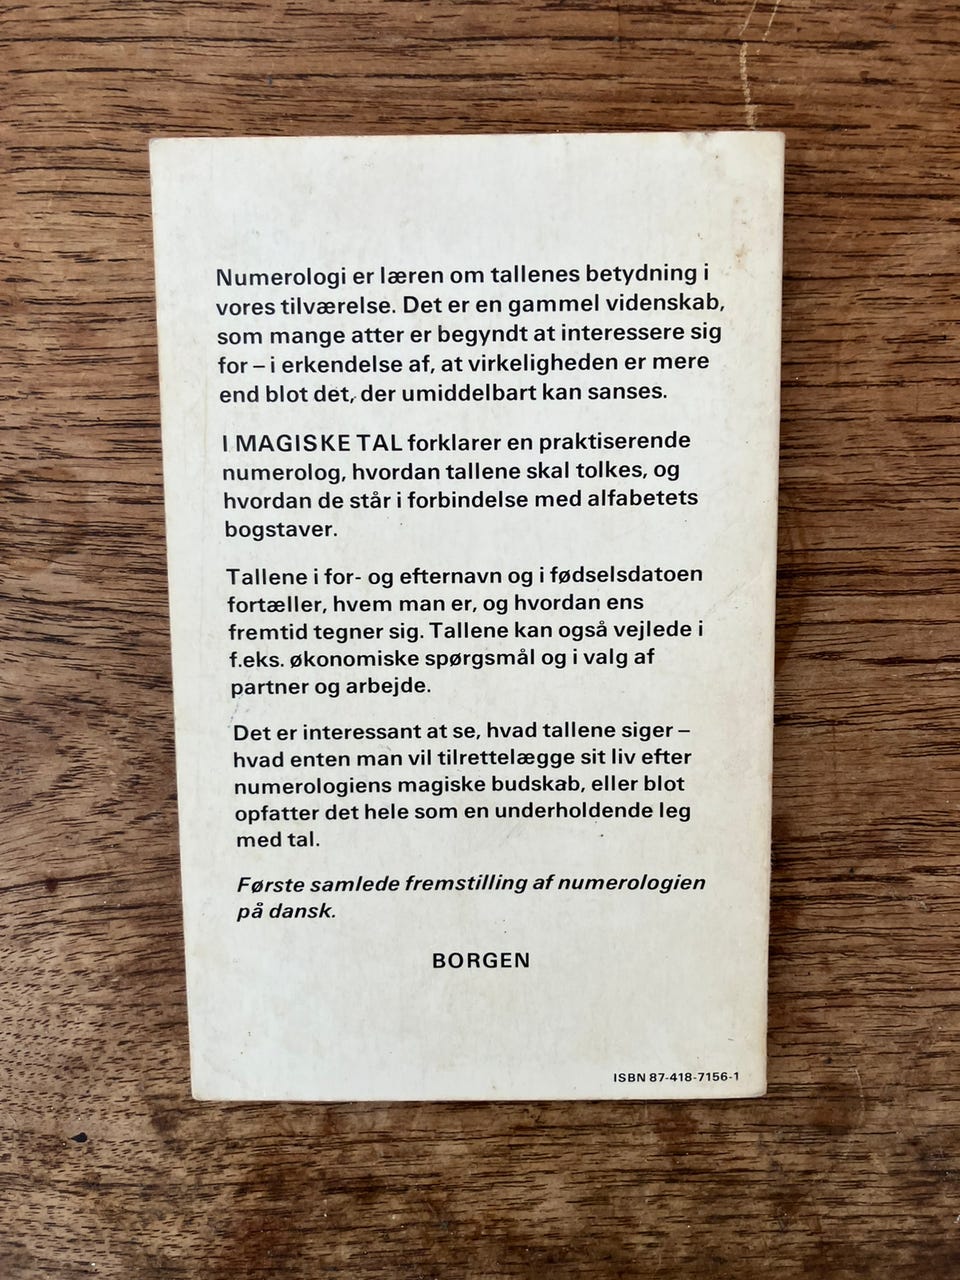 Numerologi er læren om tallenes betydning i
vores tilværelse. Det er en gammel videnskab,
som mange atter er begyndt at interessere sig
for – i erkendelse af, at virkeligheden er mere
end blot det, der umiddelbart kan sanses.
I MAGISKE TAL forklarer en praktiserende
numerolog, hvordan tallene skal tolkes, og
hvordan de står i forbindelse med alfabetets
bogstaver.
Tallene i for- og efternavn og i fødselsdatoen
fortæller, hvem man er, og hvordan ens
fremtid tegner sig. Tallene kan også vejlede i
f.eks. økonomiske spørgsmål og i valg af
partner og arbejde.
Det er interessant at se, hvad tallene siger –
hvad enten man vil tilrettelægge sit liv efter
numerologiens magiske budskab, eller blot
opfatter det hele som en underholdende leg
med tal.
Første samlede fremstilling af numerologien
på dansk.
BORGEN
ISBN 87-418-7156-1